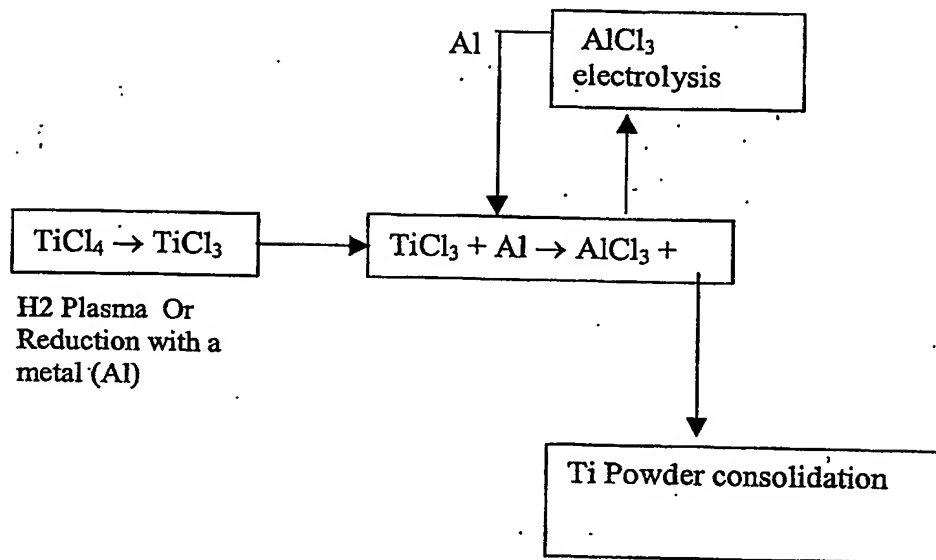 Al
AlCl₃
electrolysis
TiCl₄ → TiCl₃
TiCl₃ + Al → AlCl₃ +
H2 Plasma Or
Reduction with a
metal (Al)
Ti Powder consolidation